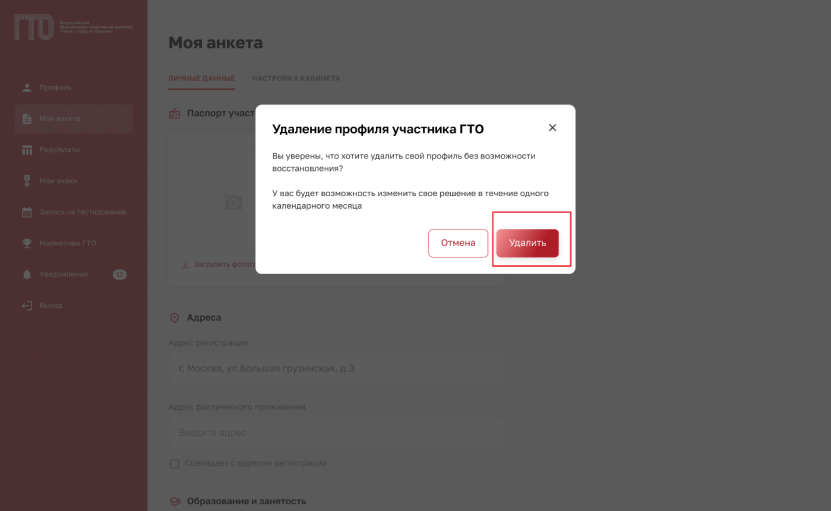 ГТО
Моя анкета
ЛИЧНЫЕ ДАННЫЕ
НАСТРОЙКА КАБИНЕТА
Профиль
Моя анкета
Результаты
Мои знаки
Запись на тестирование
Нормативы ГТО
Уведомления
Выход
Паспорт участ
Удаление профиля участника ГТО
Вы уверены, что хотите удалить свой профиль без возможности
восстановления?
У вас будет возможность изменить свое решение в течение одного
календарного месяца
Отмена
Удалить
Загрузить фотог
Адреса
Адрес регистрации
г. Москва, ул.Большая грузинская, д.3
Адрес фактического проживания
Введите адрес
Совпадает с адресом регистрации
Образование и занятость